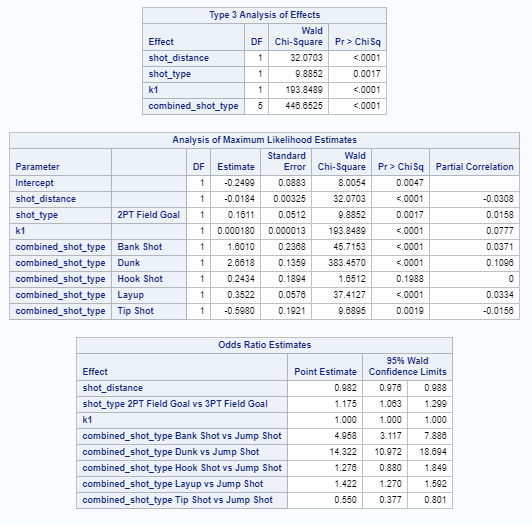 Type 3 Analysis of Effects
Effect DF Wald Chi-Square Pr > ChiSq
shot_distance 1 32.0703 <.0001
shot_type 1 9.8852 0.0017
k1 1 193.8489 <.0001
combined_shot_type 5 446.6525 <.0001
Analysis of Maximum Likelihood Estimates
Parameter DF Estimate Standard Error Wald Chi-Square Pr > ChiSq Partial Correlation
Intercept 1 -0.2499 0.0883 8.0054 0.0047
shot_distance 1 -0.0184 0.00325 32.0703 <.0001 -0.0308
shot_type 2PT Field Goal 1 0.1611 0.0512 9.8852 0.0017 0.0158
k1 1 0.000180 0.000013 193.8489 <.0001 0.0777
combined_shot_type Bank Shot 1 1.6010 0.2368 45.7153 <.0001 0.0371
combined_shot_type Dunk 1 2.6618 0.1359 383.4570 <.0001 0.1096
combined_shot_type Hook Shot 1 0.2434 0.1894 1.6512 0.1988 0
combined_shot_type Layup 1 0.3522 0.0576 37.4127 <.0001 0.0334
combined_shot_type Tip Shot 1 -0.5980 0.1921 9.6895 0.0019 -0.0156
Odds Ratio Estimates
Effect Point Estimate 95% Wald Confidence Limits
shot_distance 0.982 0.976 0.988
shot_type 2PT Field Goal vs 3PT Field Goal 1.175 1.063 1.299
k1 1.000 1.000 1.000
combined_shot_type Bank Shot vs Jump Shot 4.958 3.117 7.886
combined_shot_type Dunk vs Jump Shot 14.322 10.972 18.694
combined_shot_type Hook Shot vs Jump Shot 1.276 0.880 1.849
combined_shot_type Layup vs Jump Shot 1.422 1.270 1.592
combined_shot_type Tip Shot vs Jump Shot 0.550 0.377 0.801